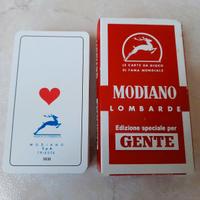 MODIANO
S.p.A.
TRIESTE
LE CARTE DA GIOCO
DI FAMA MONDIALE
MODIANO
LOMBARDE
Edizione speciale per
GENTE